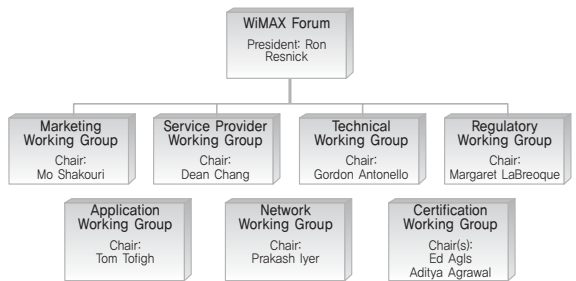 WiMAX Forum
President: Ron
Resnick
Marketing
Working Group
Chair:
Mo Shakouri
Service Provider
Working Group
Chair:
Dean Chang
Technical
Working Group
Chair:
Gordon Antonello
Regulatory
Working Group
Chair:
Margaret LaBreoque
Application
Working Group
Chair:
Tom Tofigh
Network
Working Group
Chair:
Prakash Iyer
Certification
Working Group
Chair(s):
Ed Agls
Aditya Agrawal